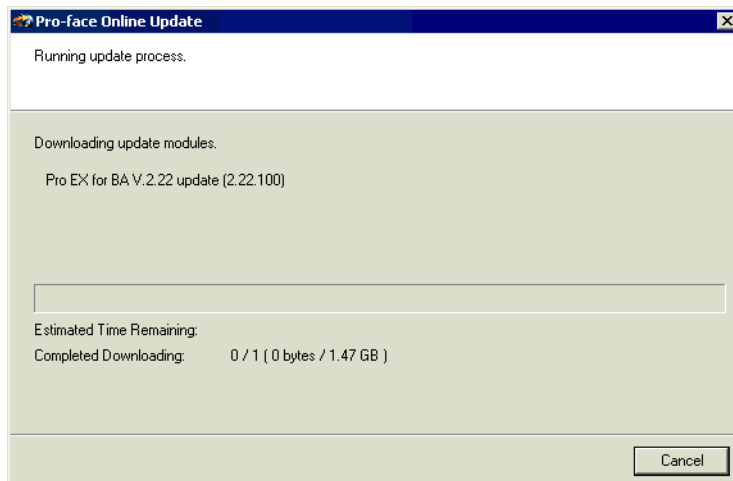 Pro-face Online Update
Running update process.
Downloading update modules.
Pro EX for BA V.2.22 update (2.22.100)
Estimated Time Remaining:
Completed Downloading: 0 / 1 ( 0 bytes / 1.47 GB )
Cancel